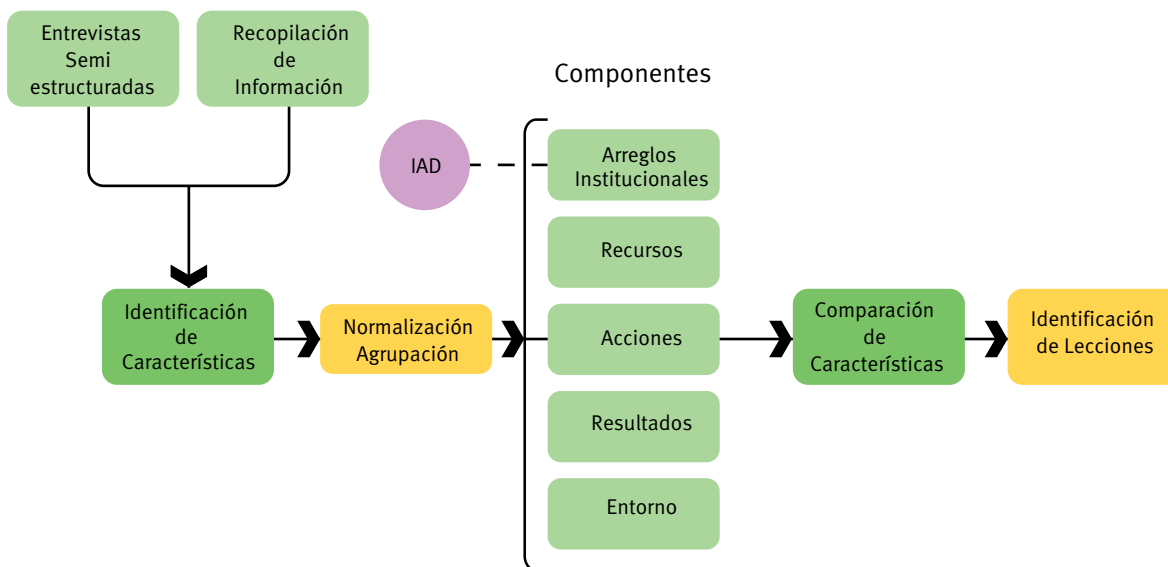 Entrevistas
Semi
estructuradas
Recopilación
de
Información
Componentes
IAD
Arreglos
Institucionales
Recursos
Acciones
Resultados
Entorno
Identificación
de
Características
Normalización
Agrupación
Comparación
de
Características
Identificación
de Lecciones